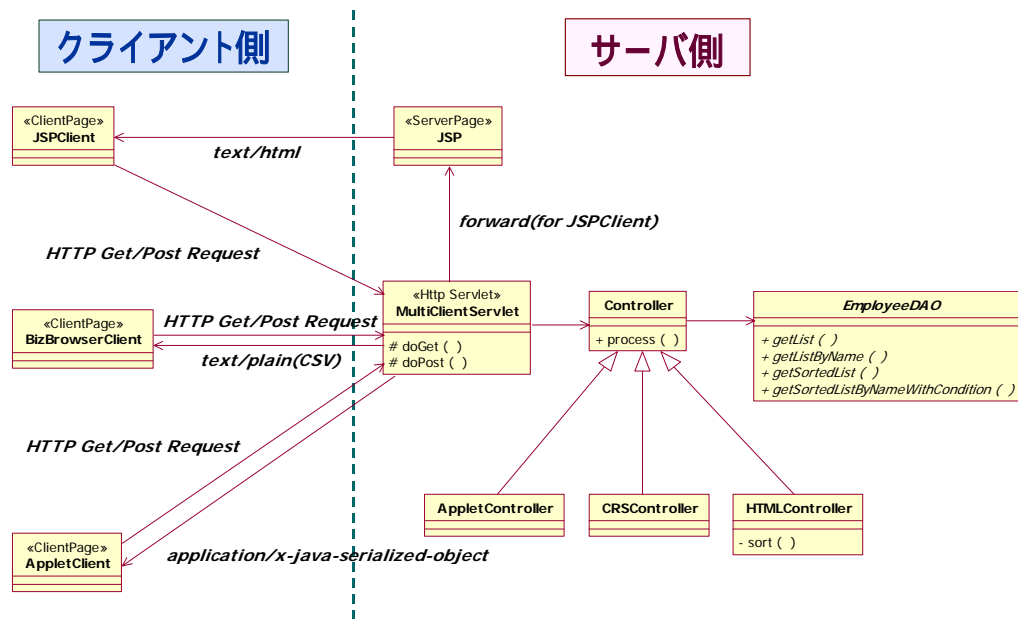 クライアント側
サーバ側
«ClientPage»
JSPClient
«ServerPage»
JSP
text/html
forward(for JSPClient)
HTTP Get/Post Request
«Http Servlet»
MultiClientServlet
# doGet ( )
# doPost ( )
Controller
+ process ( )
EmployeeDAO
+ getList ( )
+ getListByName ( )
+ getSortedList ( )
+ getSortedListByNameWithCondition ( )
«ClientPage»
BizBrowserClient
HTTP Get/Post Request
text/plain(CSV)
HTTP Get/Post Request
AppletController
CRSController
HTMLController
- sort ( )
«ClientPage»
AppletClient
application/x-java-serialized-object